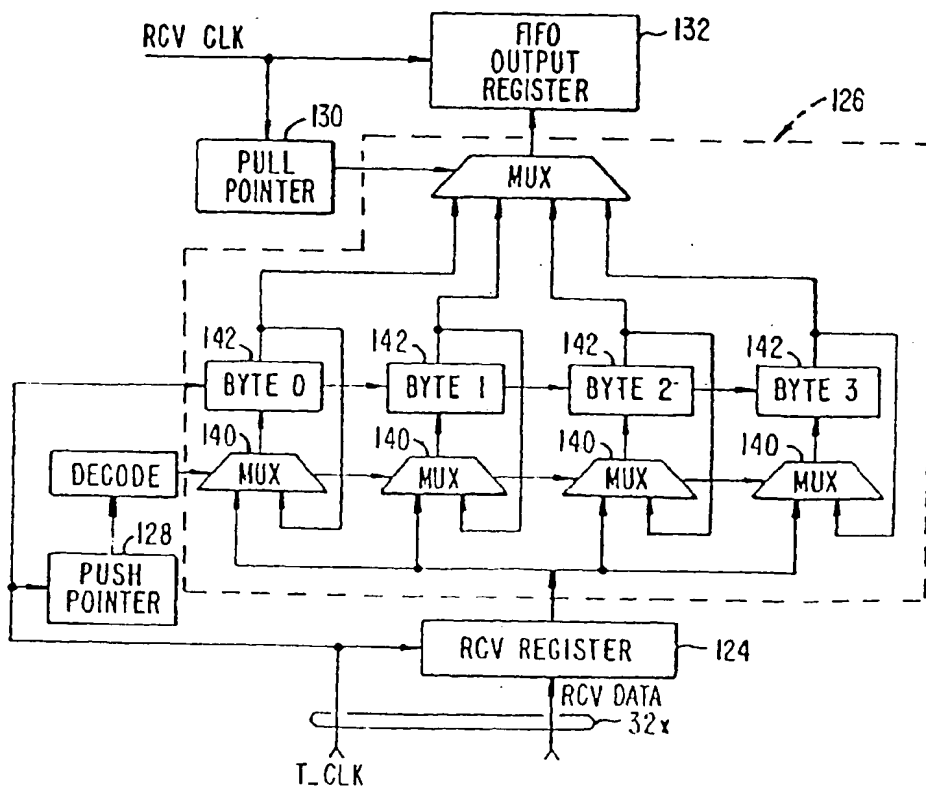 RCV CLK
FIFO
OUTPUT
REGISTER
132
126
130
PULL
POINTER
MUX
142
BYTE 0
142
BYTE 1
142
BYTE 2
142
BYTE 3
140
MUX
140
MUX
140
MUX
140
MUX
DECODE
128
PUSH
POINTER
RCV REGISTER
124
RCV DATA
32x
T_CLK